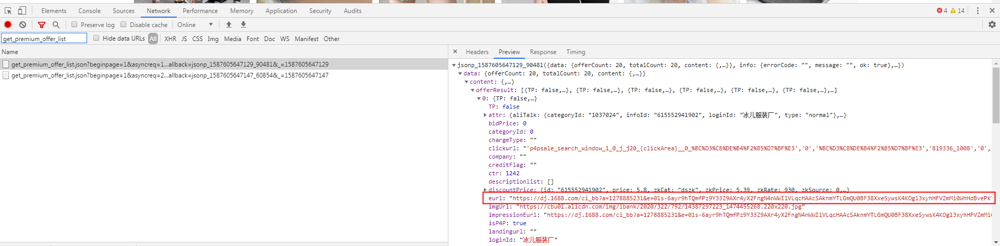 Elements Console Sources Network Performance Memory Application Security Audits 4 14
Preserve log Disable cache Online
get_premium_offer_list Hide data URLs All XHR JS CSS Img Media Font Doc WS Manifest Other
Name
get_premium_offer_list.json?beginpage=1&asyncreq=1...allback=jsonp_1587605647129_90481&_=1587605647129
get_premium_offer_list.json?beginpage=1&asyncreq=2...allback=jsonp_1587605647147_60854&_=1587605647147
× Headers Preview Response Timing
jsonp_1587605647129_90481({data: {offerCount: 20, totalCount: 20, content: {,…}}, info: {errorCode: "", message: "", ok: true},…})
data: {offerCount: 20, totalCount: 20, content: {,…}}
content: {,…}
offerResult: [{TP: false,…}, {TP: false,…}, {TP: false,…}, {TP: false,…}, {TP: false,…}, {TP: false,…},…]
0: {TP: false,…}
TP: false
attr: {aliTalk: {categoryId: "1037024", infoId: "615552941902", loginId: "冰儿服装厂", type: "normal"},…}
bidPrice: 0
categoryId: 0
chargeType: ""
clickurl: "'p4psale_search_window_1_0_j_j20_{clickArea}__0_%BC%D3%C8%DE%B4%F2%B5%D7%BF%E3','0','%BC%D3%C8%DE%B4%F2%B5%D7%BF%E3','819336_1008','0',
company: ""
creditFlag: ""
ctr: 1242
descriptionlist: []
discountPrice: {id: "615552941902", price: 5.8, zkCat: "dszk", zkPrice: 5.39, zkRate: 930, zkSource: 0,…}
eurl: "https://dj.1688.com/ci_bb?a=1278885231&e=01s-6ayr9hTQmfPz9Y33Z9AXr4yX2FngN4nWWI1VLqcHAAcSAknmYTLGmQU0BF38XxeSywsK4KOgl3xyhHFVZmMi0WhHdBvePK
imgUrl: "https://cbu01.alicdn.com/img/ibank/2020/322/792/14387297223_1474455268.220x220.jpg"
impressionEurl: "https://dj.1688.com/ci_bb?a=1278885231&e=01s-6ayr9hTQmfPz9Y33Z9AXr4yX2FngN4nWWI1VLqcHAAcSAknmYTLGmQU0BF38XxeSywsK4KOgl3xyhHFVZmMi
isP4P: true
landingurl: ""
loginId: "冰儿服装厂"